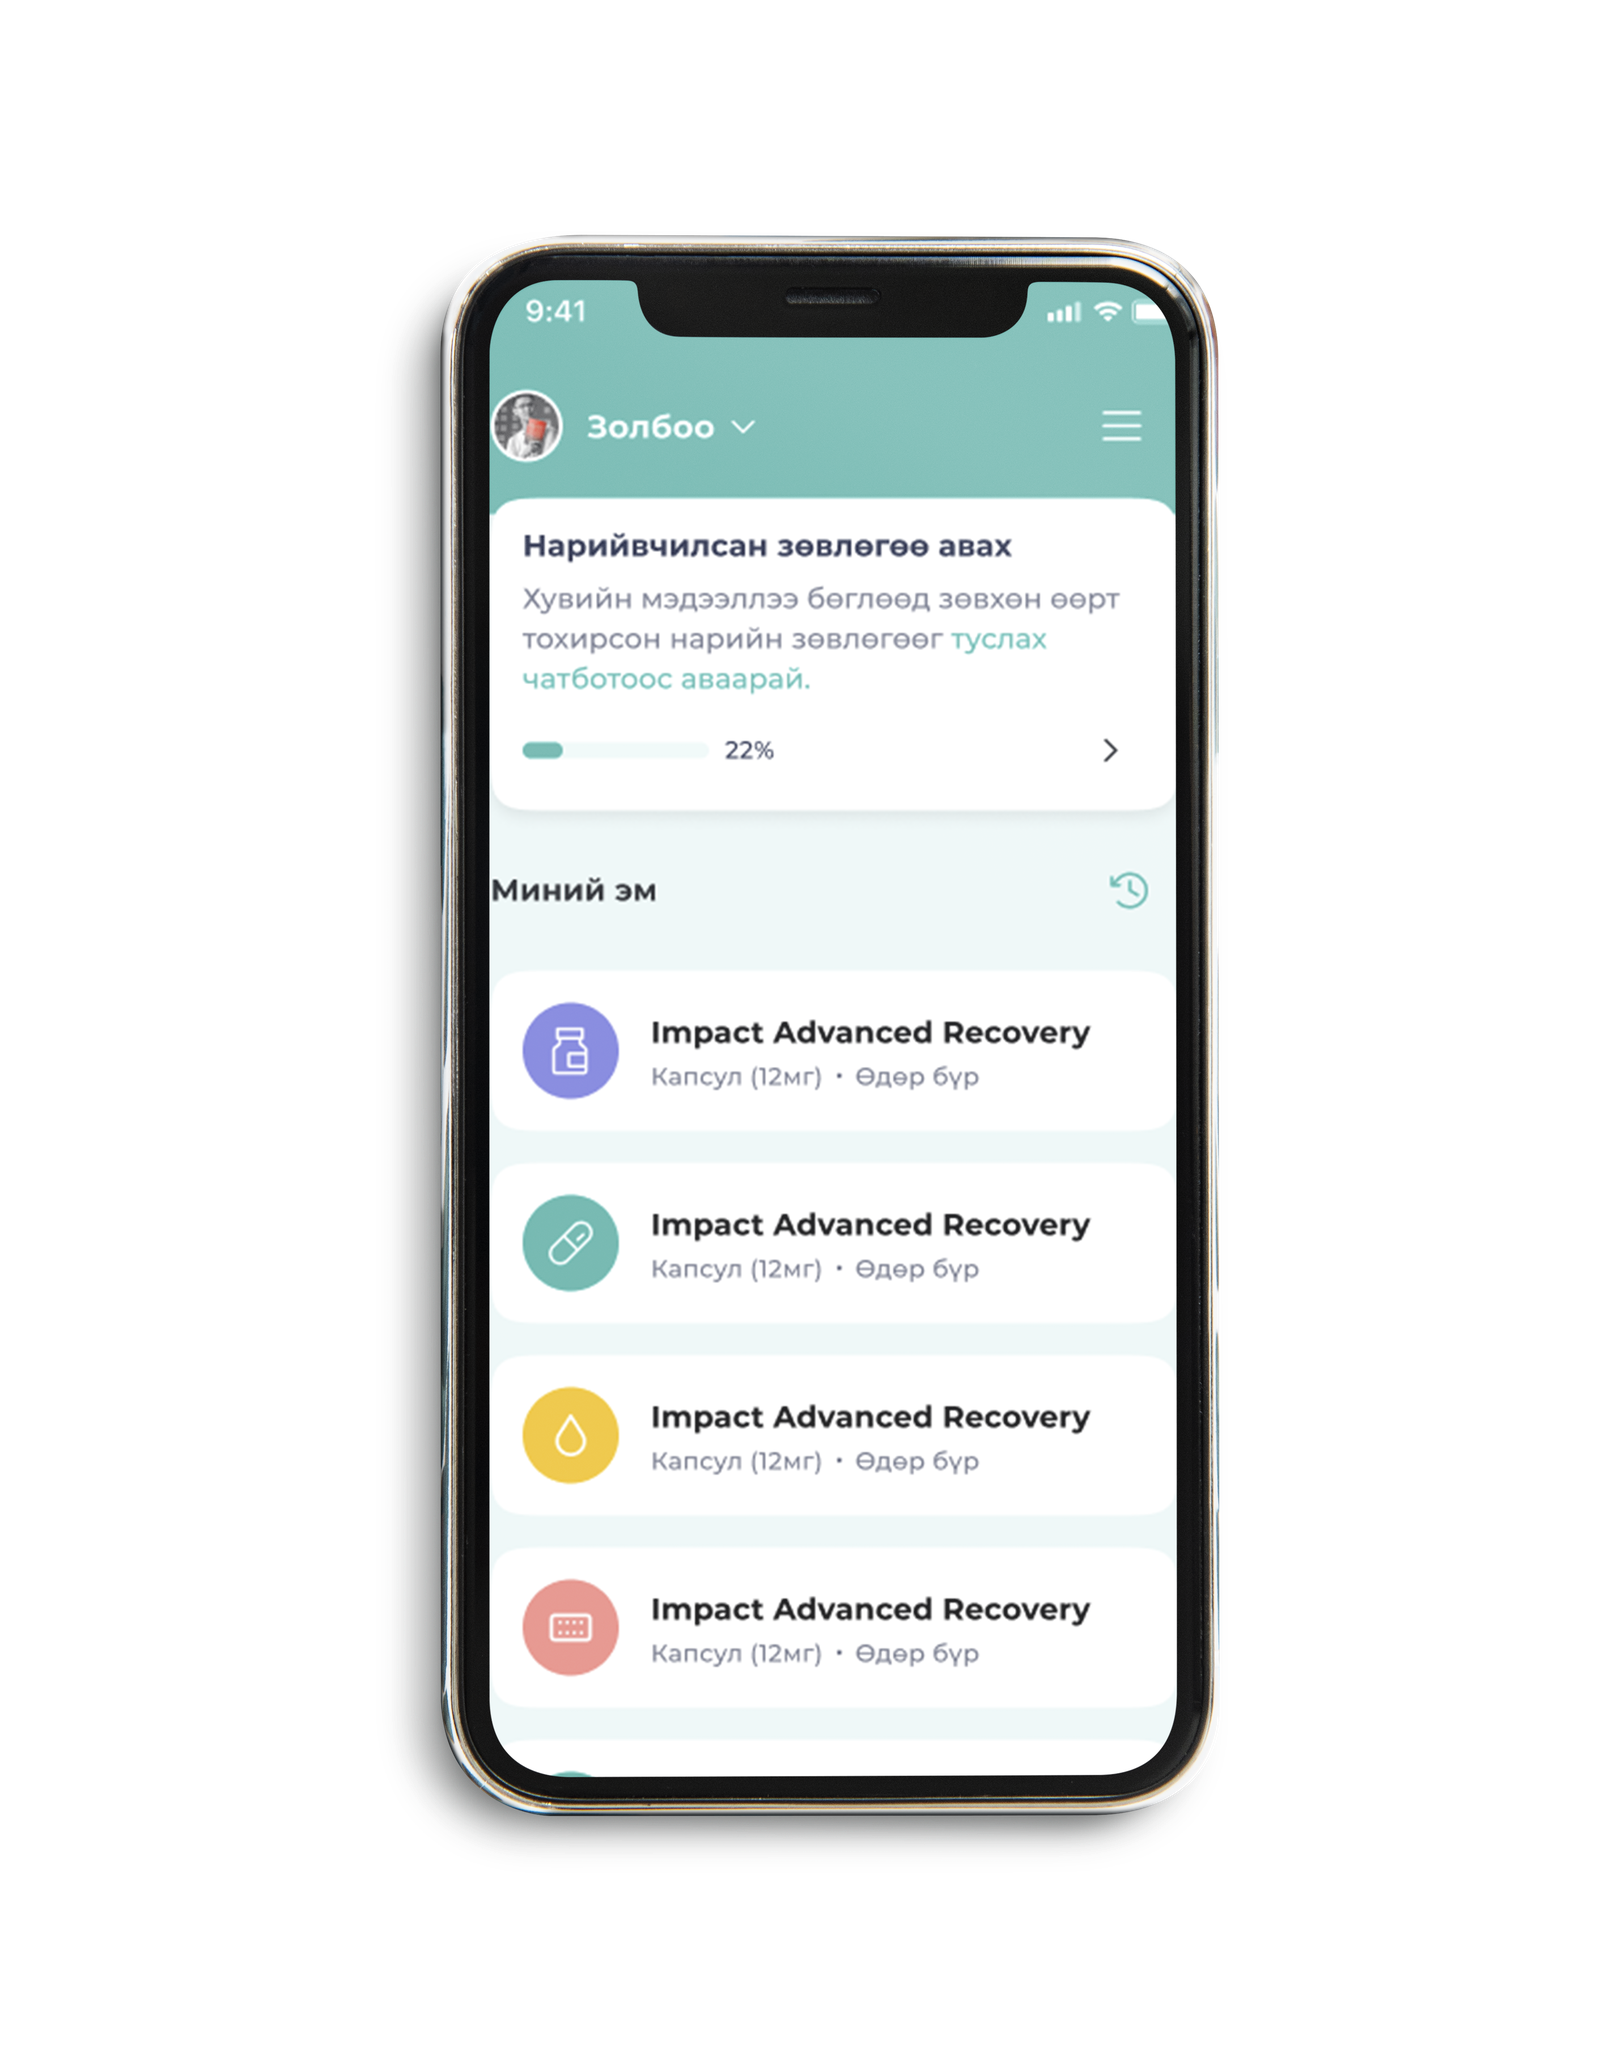 9:41
Золбоо
Нарийвчилсан зөвлөгөө авах
Хувийн мэдээллээ бөглөөд зөвхөн өөрт
тохирсон нарийн зөвлөгөөг туслах
чатботоос аваарай.
22%
Миний эм
Impact Advanced Recovery
Капсул (12мг) • Өдөр бүр
Impact Advanced Recovery
Капсул (12мг) • Өдөр бүр
Impact Advanced Recovery
Капсул (12мг) • Өдөр бүр
Impact Advanced Recovery
Капсул (12мг) • Өдөр бүр